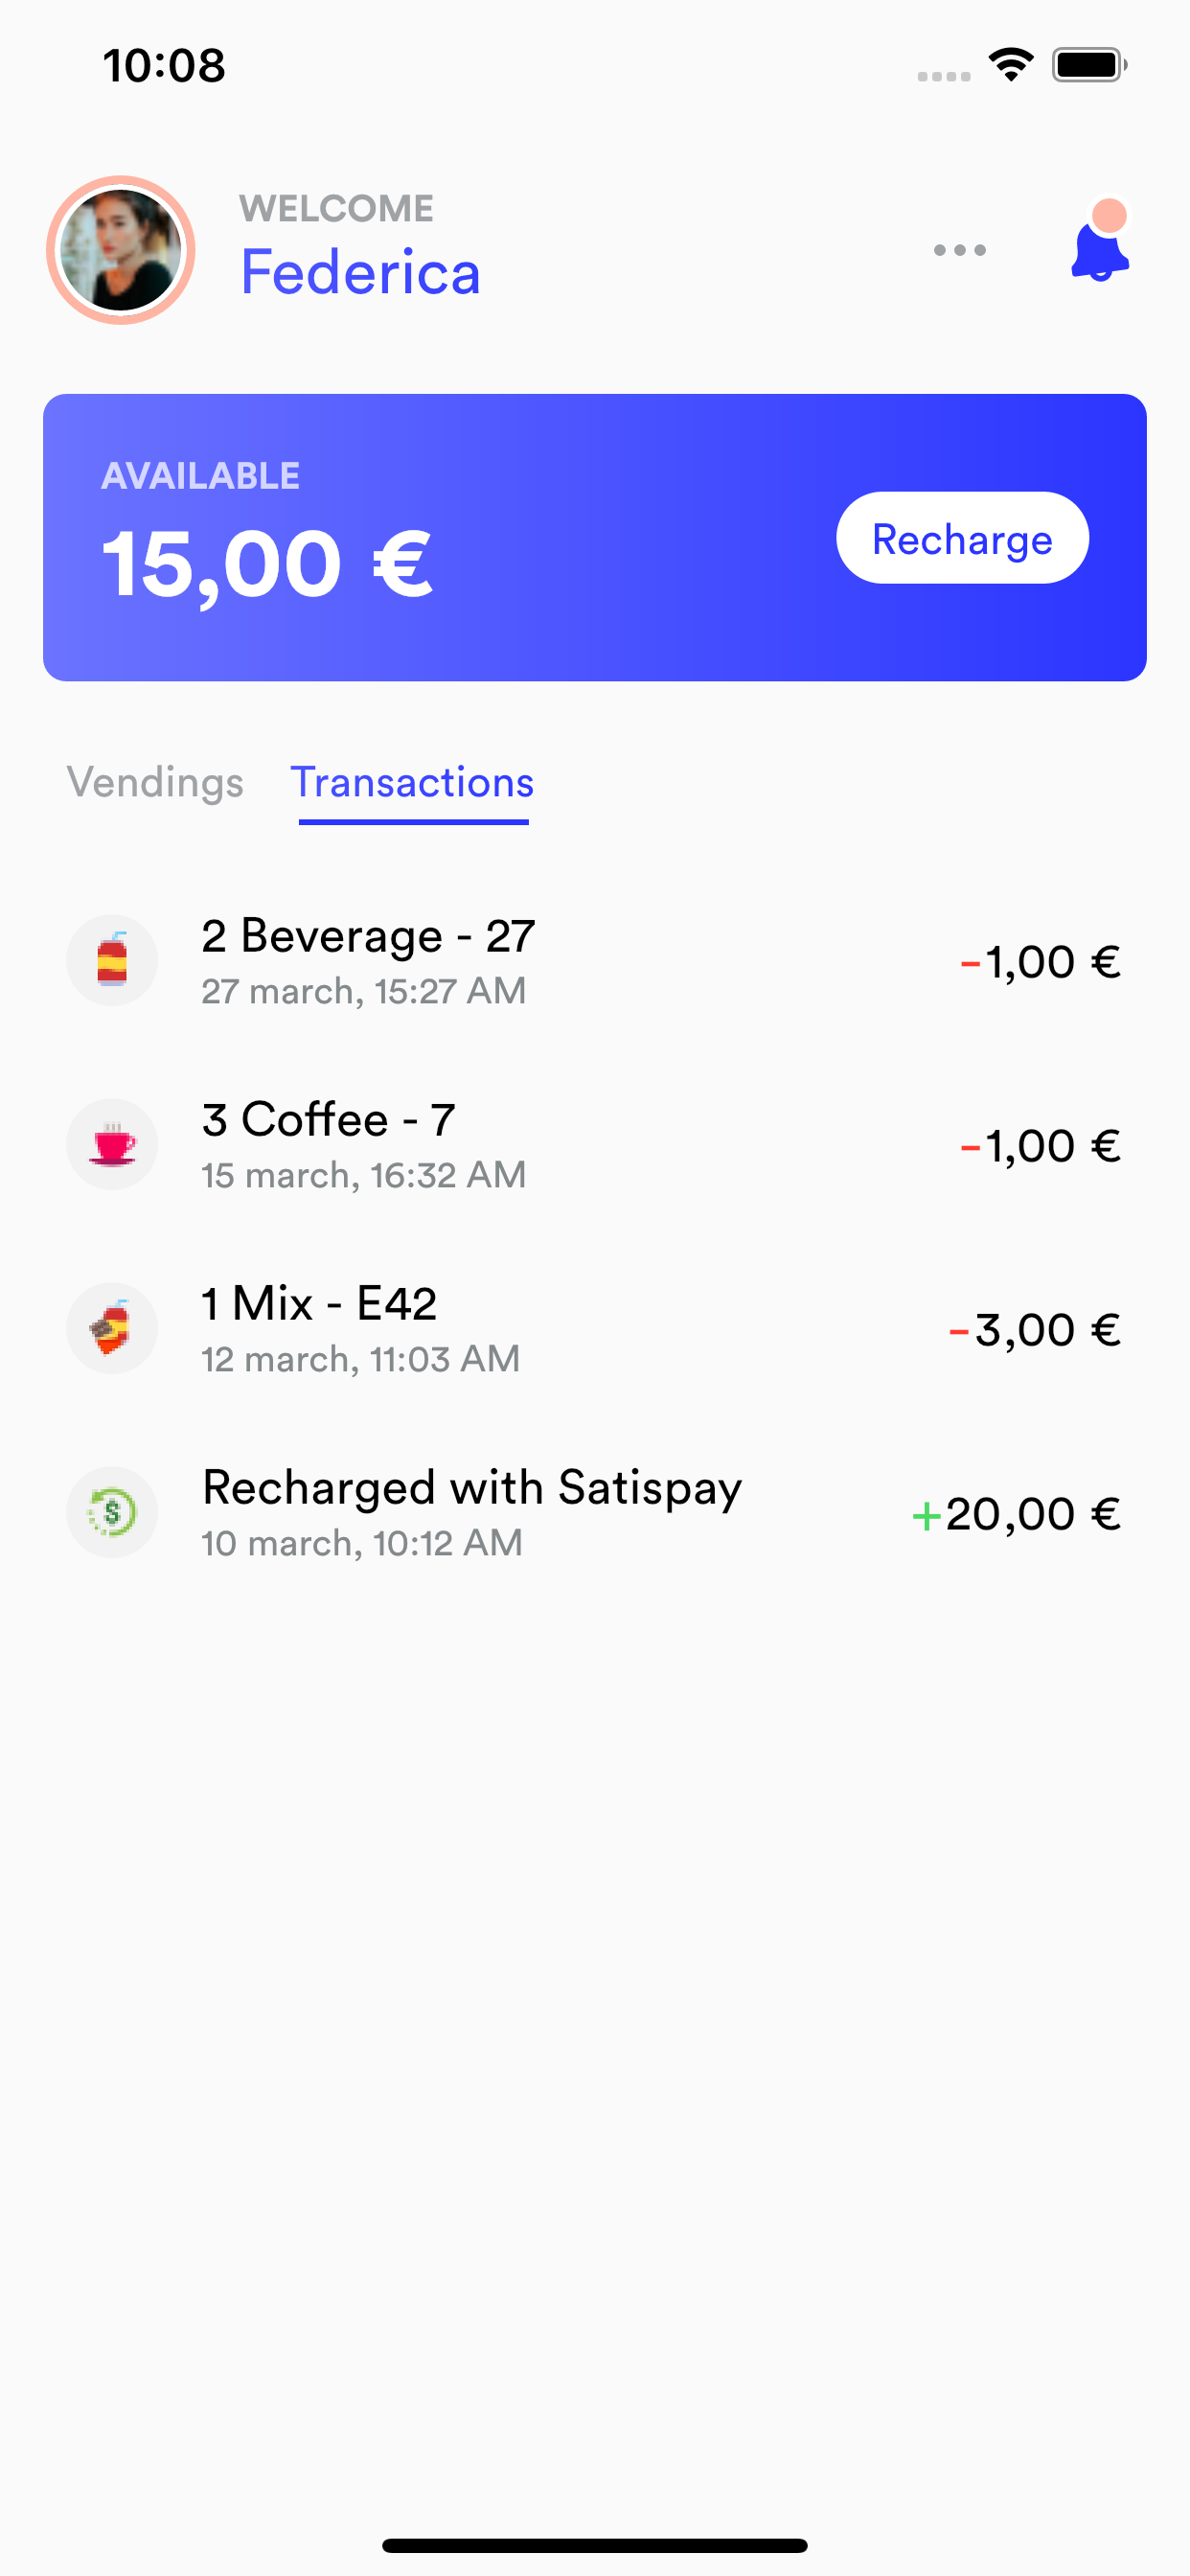 10:08
WELCOME
Federica
AVAILABLE
15,00 €
Recharge
Vendings Transactions
2 Beverage - 27
27 march, 15:27 AM
-1,00 €
3 Coffee - 7
15 march, 16:32 AM
-1,00 €
1 Mix - E42
12 march, 11:03 AM
-3,00 €
$
Recharged with Satispay
10 march, 10:12 AM
+20,00 €